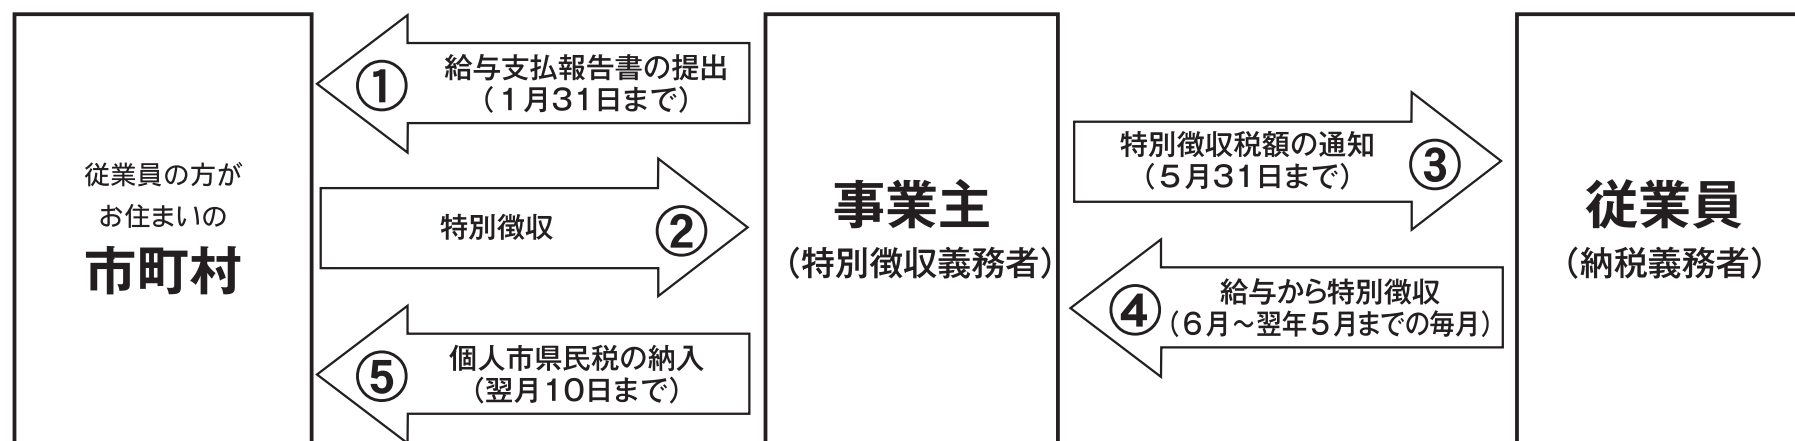 従業員の方が
お住まいの
市町村
①
給与支払報告書の提出
（1月31日まで）
特別徴収
②
⑤
個人市県民税の納入
（翌月10日まで）
事業主
（特別徴収義務者）
特別徴収税額の通知
（5月31日まで）
③
④
給与から特別徴収
（6月～翌年5月までの毎月）
従業員
（納税義務者）